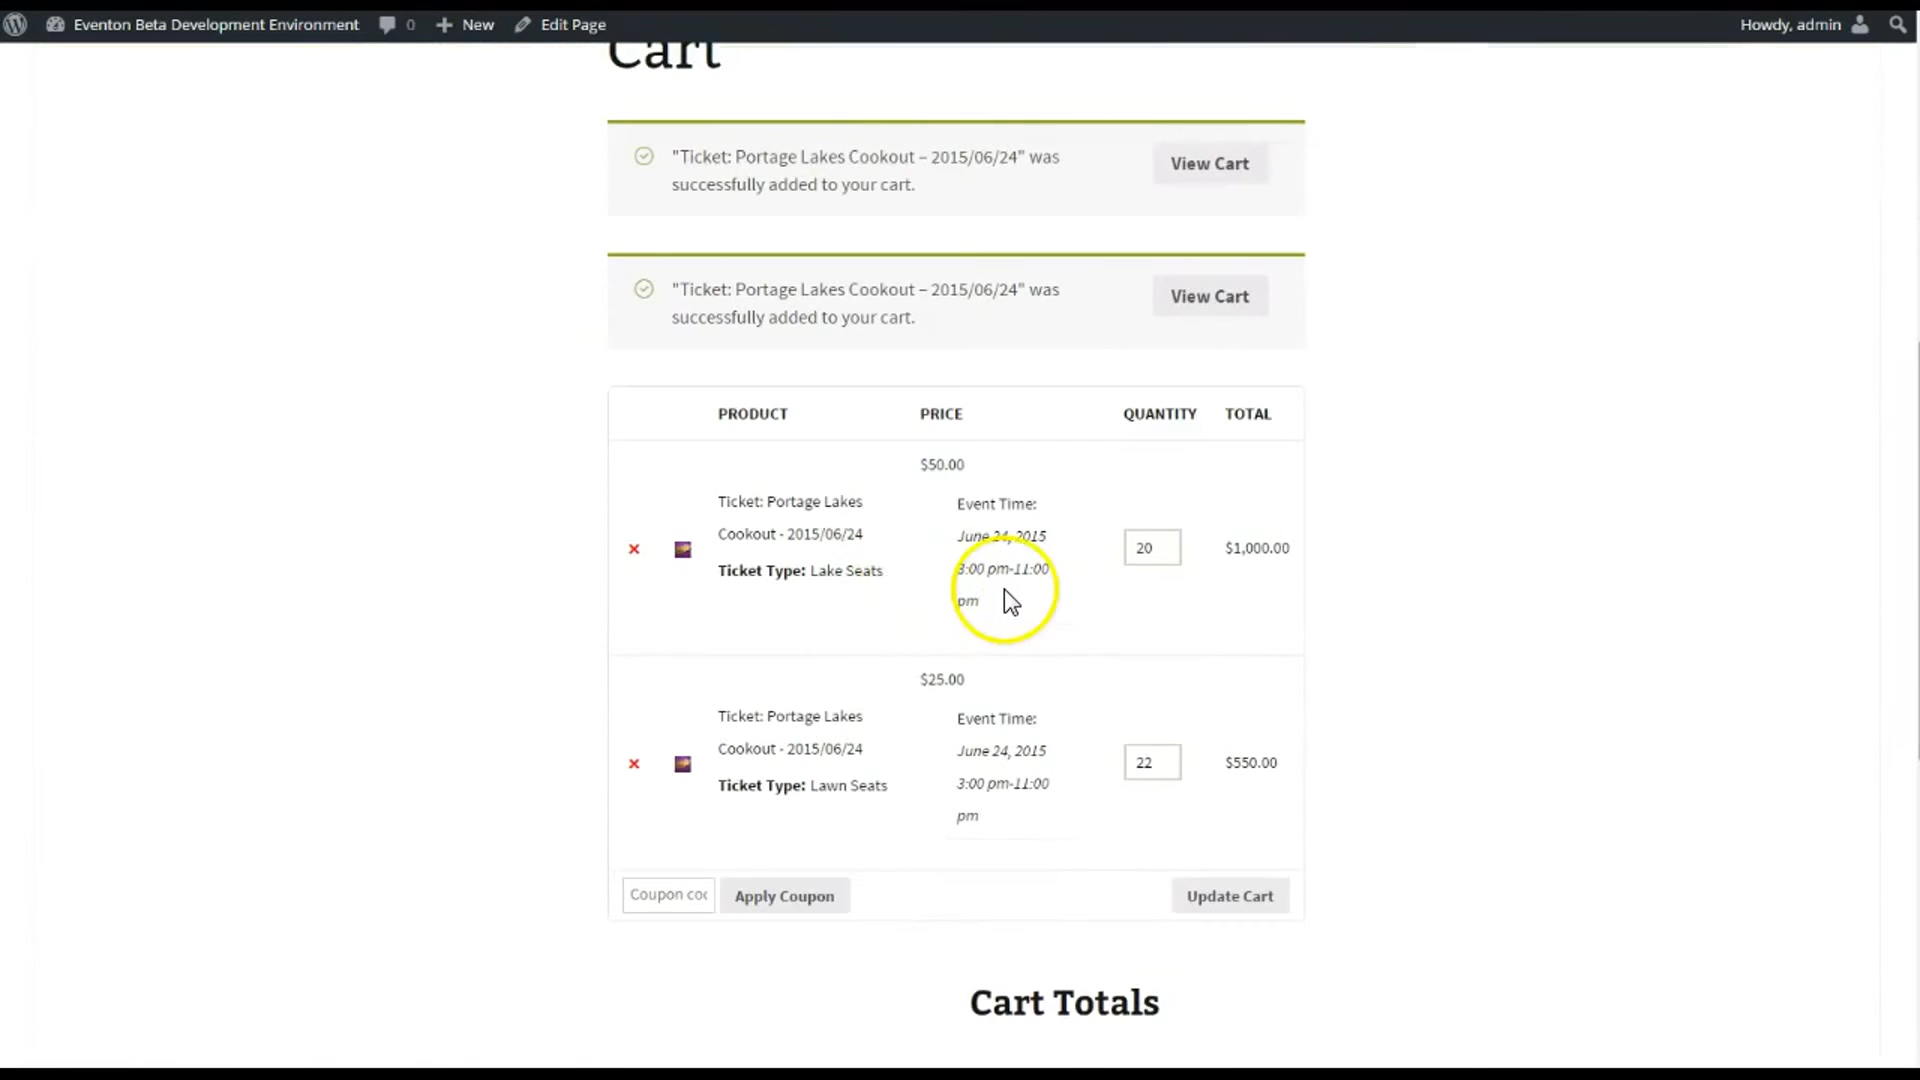 Eventon Beta Development Environment 0 New Edit Page Howdy, admin
Cart
"Ticket: Portage Lakes Cookout – 2015/06/24" was
successfully added to your cart.
View Cart
"Ticket: Portage Lakes Cookout – 2015/06/24" was
successfully added to your cart.
View Cart
PRODUCT PRICE QUANTITY TOTAL
$50.00
Ticket: Portage Lakes
Cookout - 2015/06/24
Ticket Type: Lake Seats
Event Time:
June 24, 2015
3:00 pm-11:00
pm
20
$1,000.00
$25.00
Ticket: Portage Lakes
Cookout - 2015/06/24
Ticket Type: Lawn Seats
Event Time:
June 24, 2015
3:00 pm-11:00
pm
22
$550.00
Coupon coc Apply Coupon Update Cart
Cart Totals